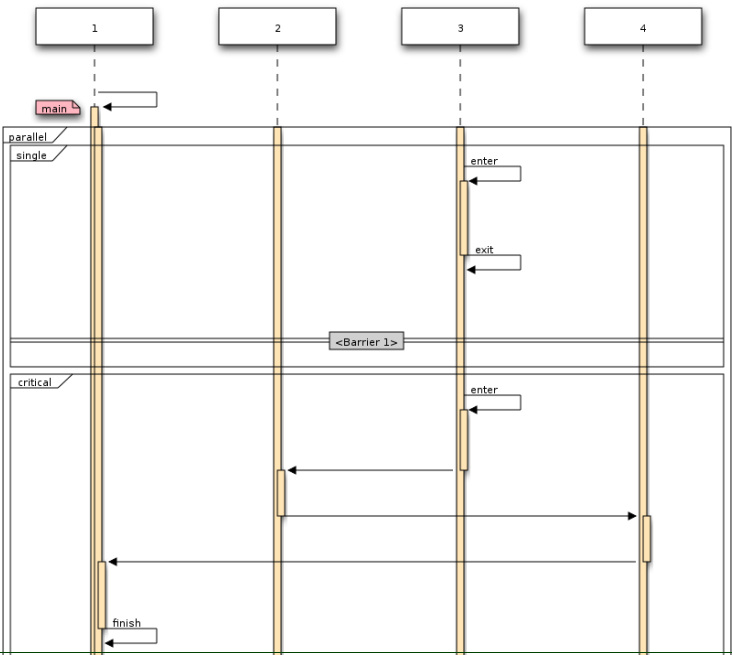 1 2 3 4
main
parallel
single
enter
exit
<Barrier 1>
critical
enter
finish